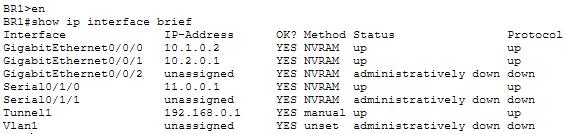 BR1>en
BR1#show ip interface brief
Interface IP-Address OK? Method Status Protocol
GigabitEthernet0/0/0 10.1.0.2 YES NVRAM up up
GigabitEthernet0/0/1 10.2.0.1 YES NVRAM up up
GigabitEthernet0/0/2 unassigned YES NVRAM administratively down down
Serial0/1/0 11.0.0.1 YES NVRAM up up
Serial0/1/1 unassigned YES NVRAM administratively down down
Tunnel1 192.168.0.1 YES manual up up
Vlan1 unassigned YES unset administratively down down